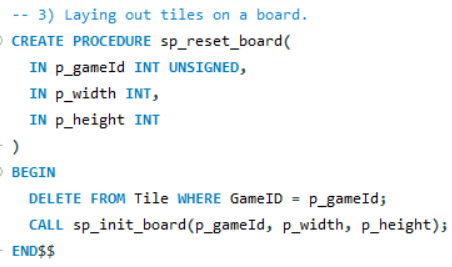 -- 3) Laying out tiles on a board.
CREATE PROCEDURE sp_reset_board(
IN p_gameId INT UNSIGNED,
IN p_width INT,
IN p_height INT
)
BEGIN
DELETE FROM Tile WHERE GameID = p_gameId;
CALL sp_init_board(p_gameId, p_width, p_height);
END$$